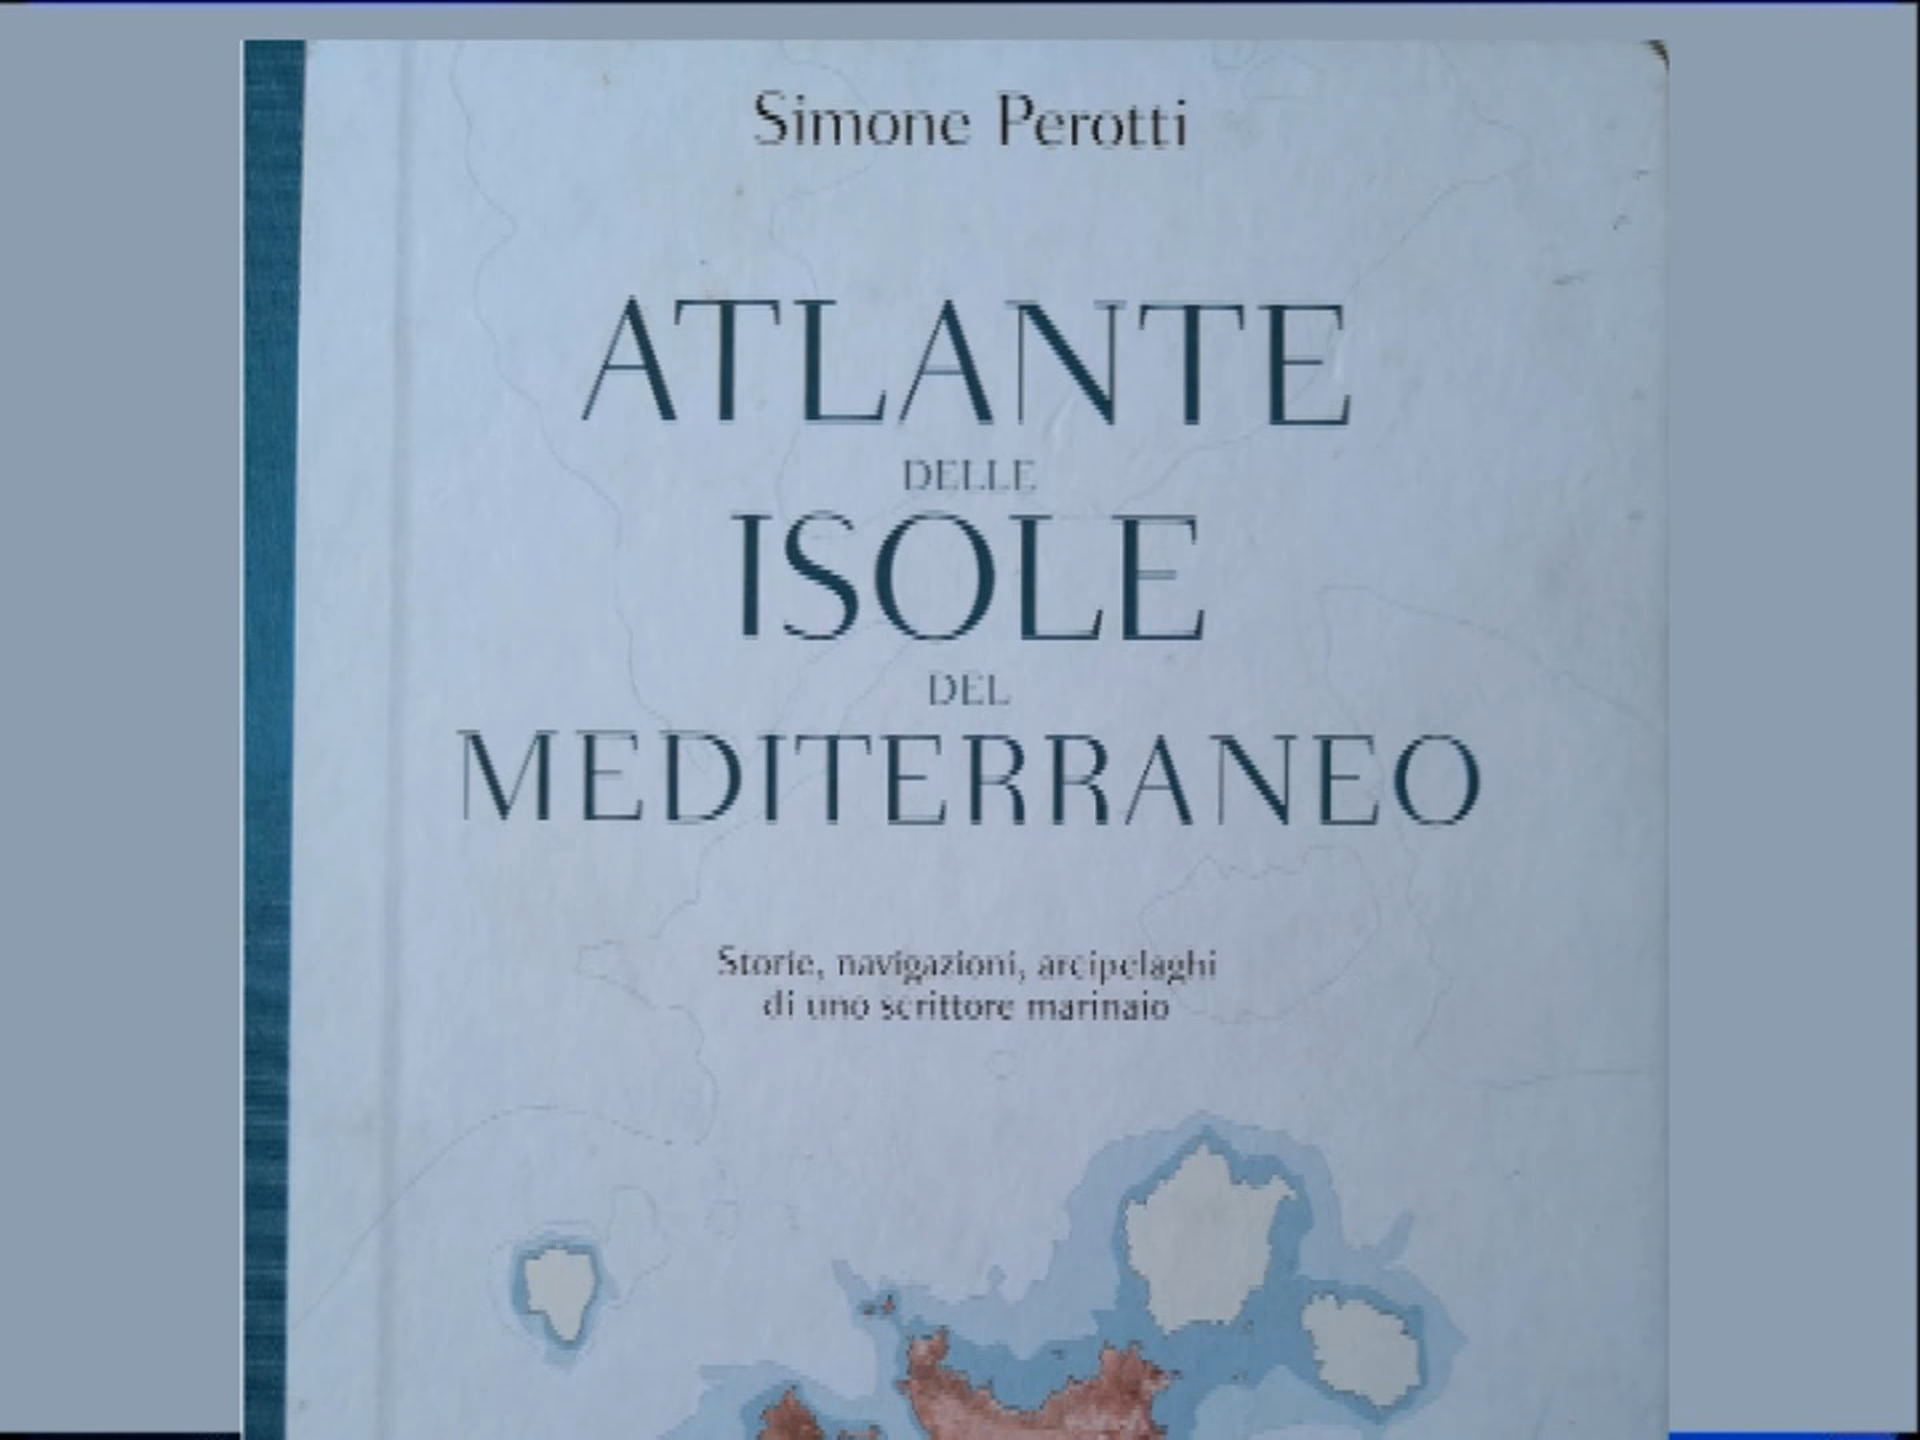 Simone Perotti
ATLANTE
DELLE
ISOLE
DEL
MEDITERRANEO
Storie, navigazioni, arcipelaghi
di uno scrittore marinaio